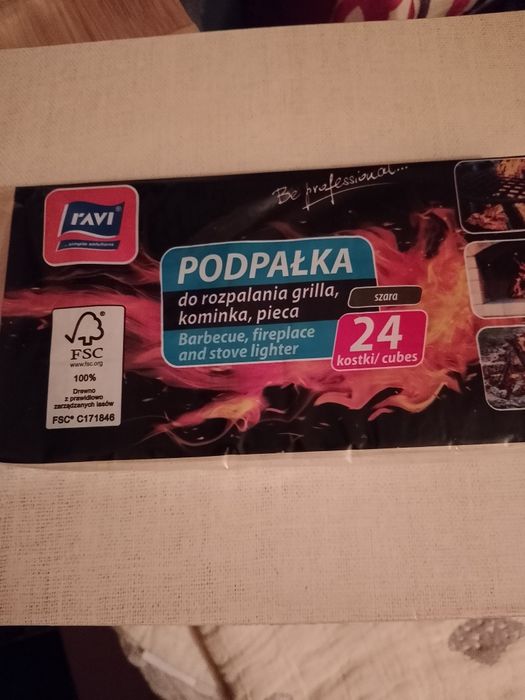 Be professional...
ravi®
...simple solutions
PODPAŁKA
do rozpalania grilla,
kominka, pieca
szara
Barbecue, fireplace
and stove lighter
24
kostki/ cubes
FSC
www.fsc.org
100%
Drewno
z prawidłowo
zarządzanych lasów
FSC® C171846